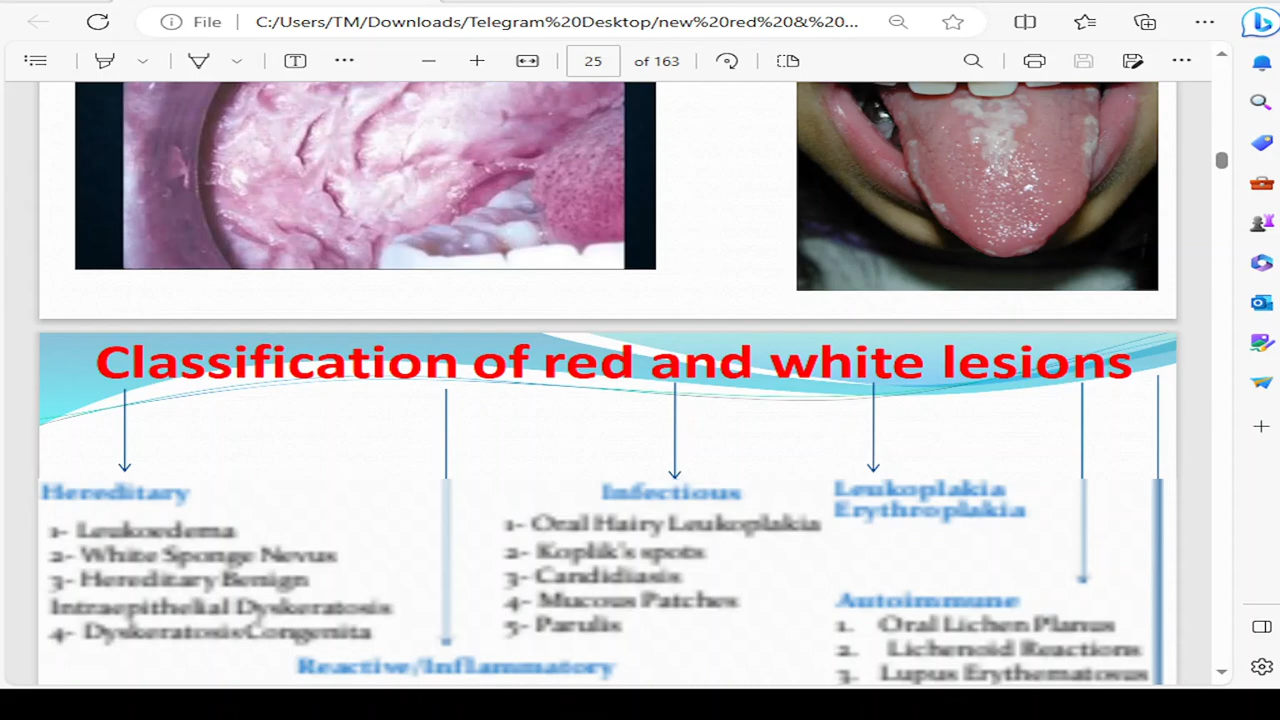 File
C:/Users/TM/Downloads/Telegram%20Desktop/new%20red%20&%20...
25 of 163
Classification of red and white lesions
Hereditary
1- Leukoedema
2- White Sponge Nevus
3- Hereditary Benign
Intraepithelial Dyskeratosis
4- Dyskeratosis Congenita
Reactive/Inflammatory
Infectious
1- Oral Hairy Leukoplakia
2- Koplik's spots
3- Candidiasis
4- Mucous Patches
5- Parulis
Leukoplakia
Erythroplakia
Autoimmune
1. Oral Lichen Planus
2. Lichenoid Reactions
3. Lupus Erythematosus